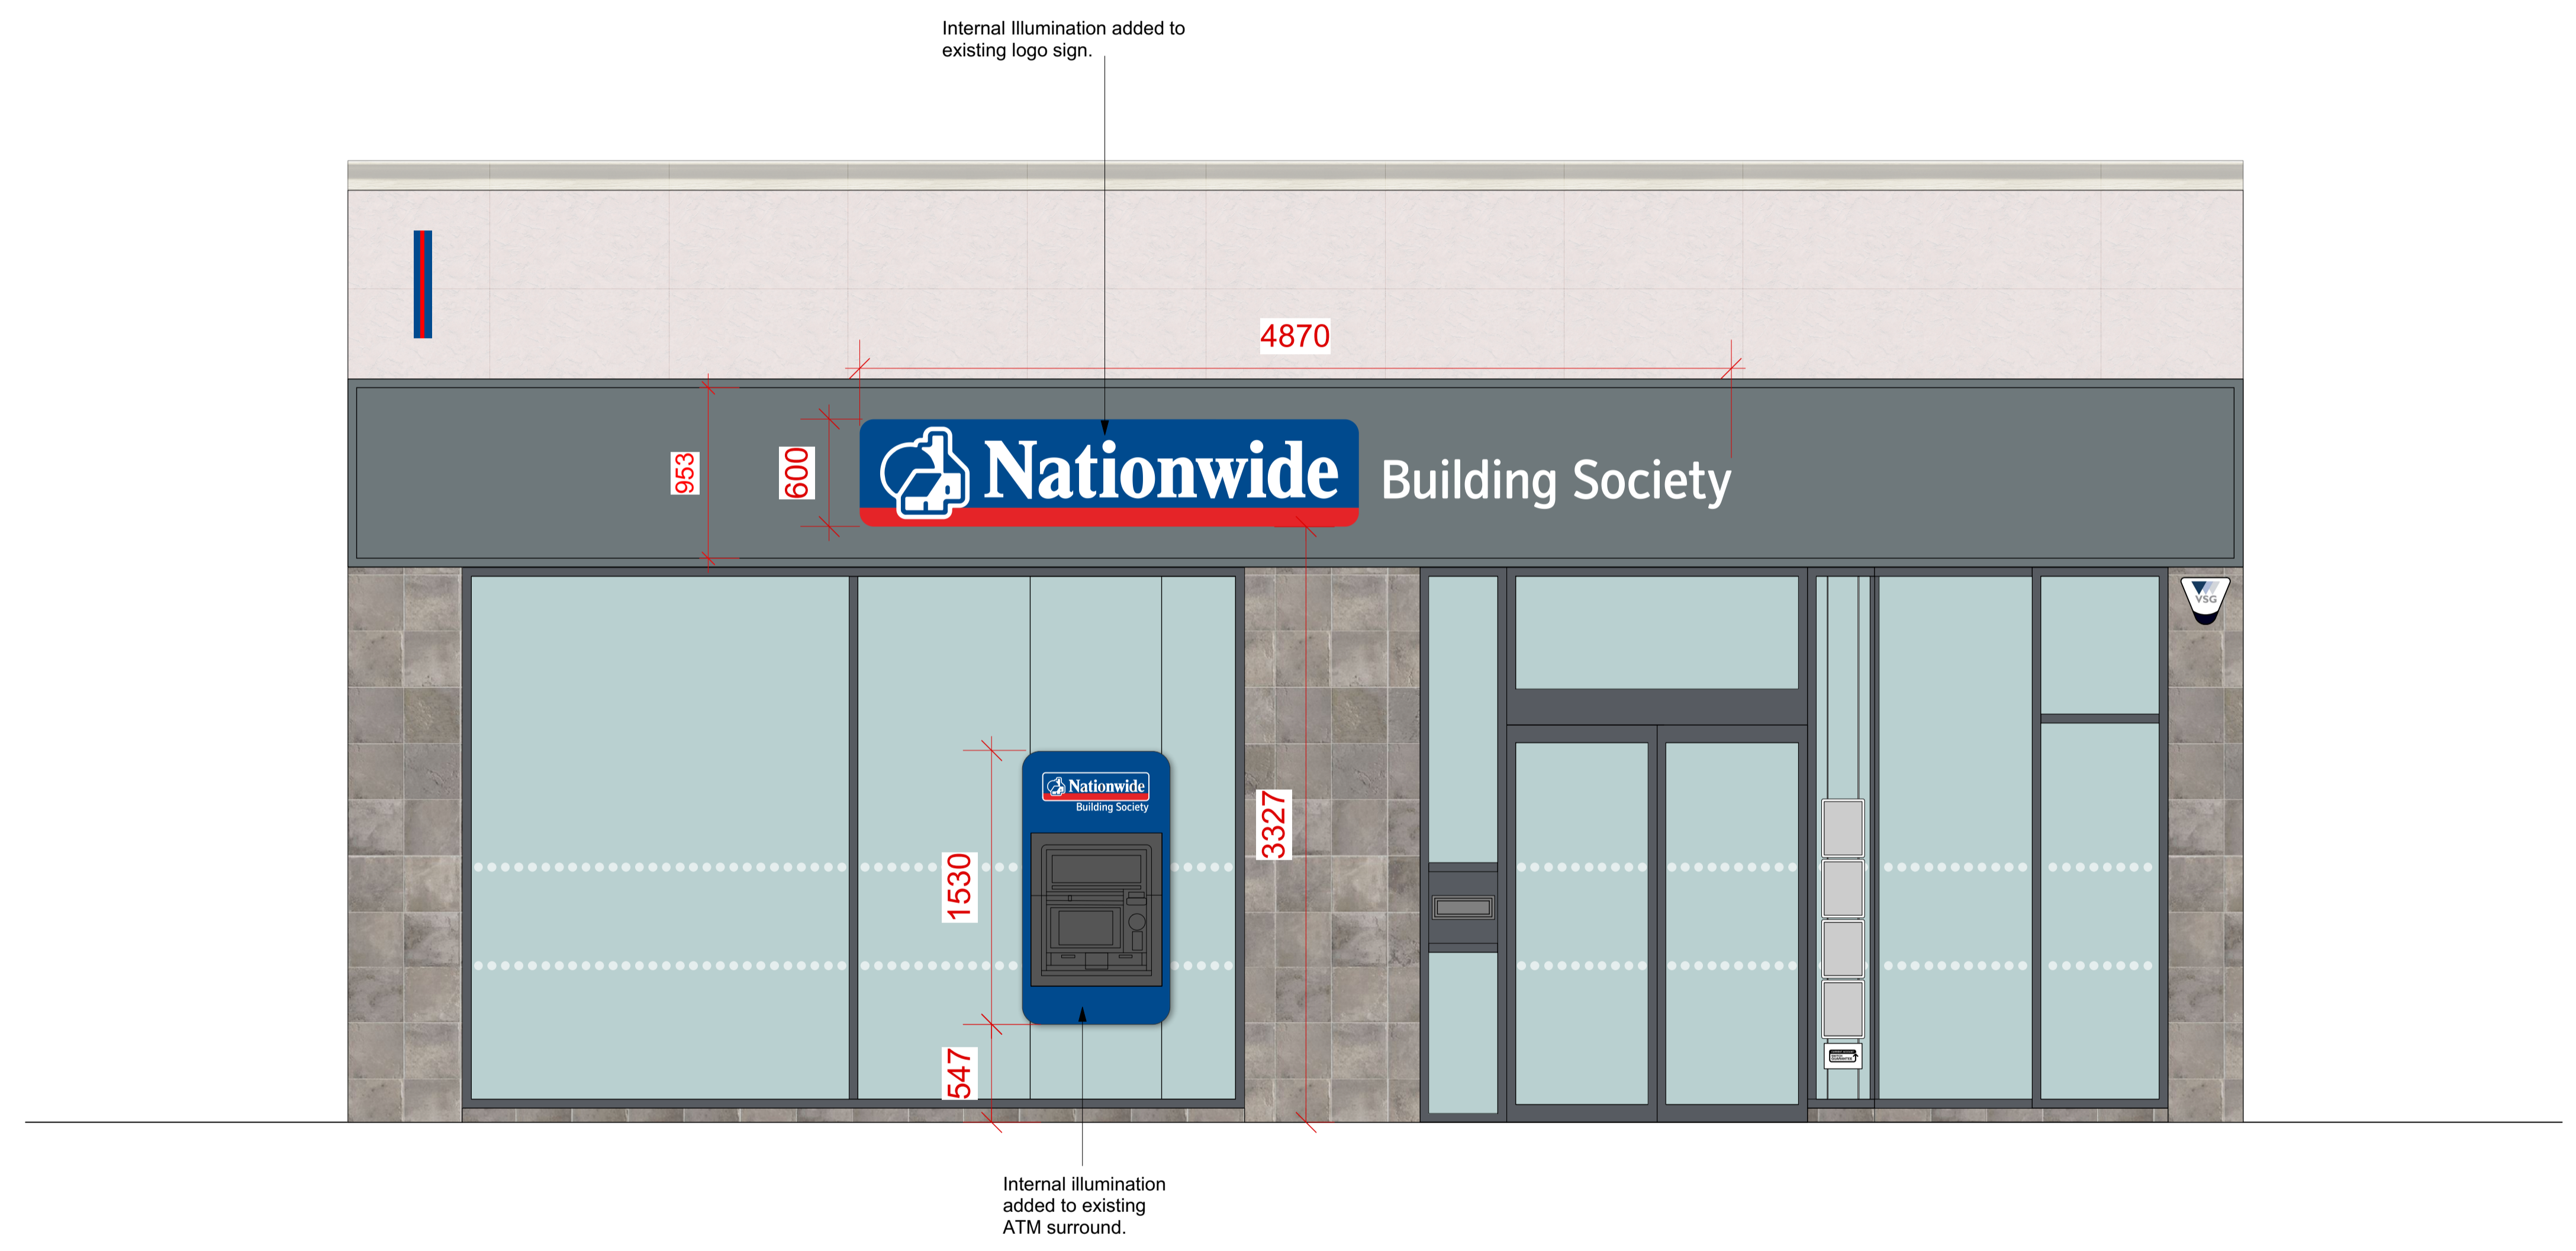 Internal Illumination added to
existing logo sign.
4870
953
600
Nationwide
Building Society
VSG
Nationwide
Building Society
1530
3327
547
Internal illumination
added to existing
ATM surround.